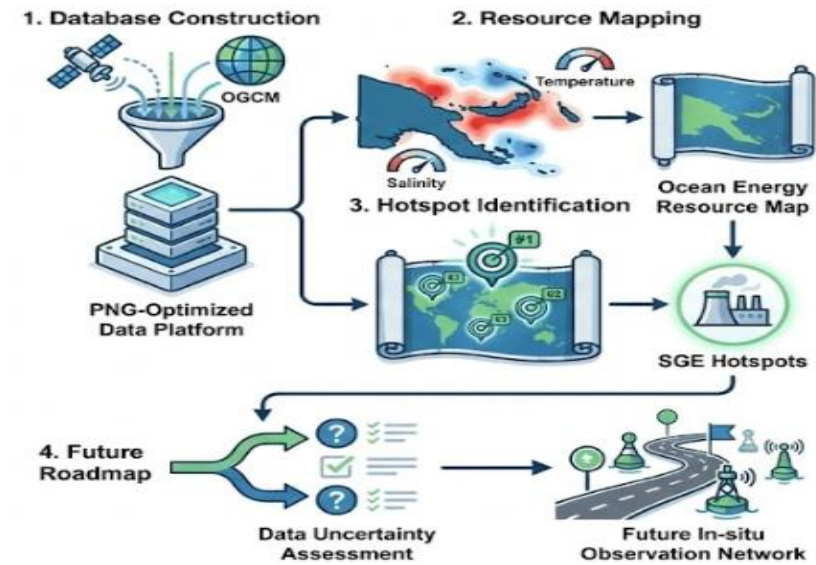 1. Database Construction
OGCM
PNG-Optimized
Data Platform
2. Resource Mapping
Temperature
Salinity
Ocean Energy
Resource Map
3. Hotspot Identification
#1
SGE Hotspots
4. Future
Roadmap
?
?
Data Uncertainty
Assessment
Future In-situ
Observation Network